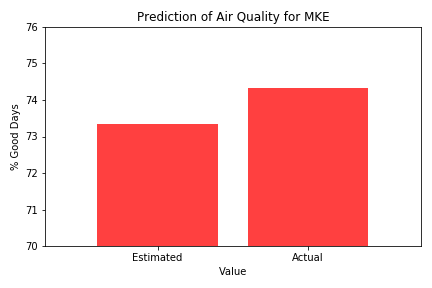 Prediction of Air Quality for MKE
76
75
74
73
72
71
70
% Good Days
Estimated Actual
Value